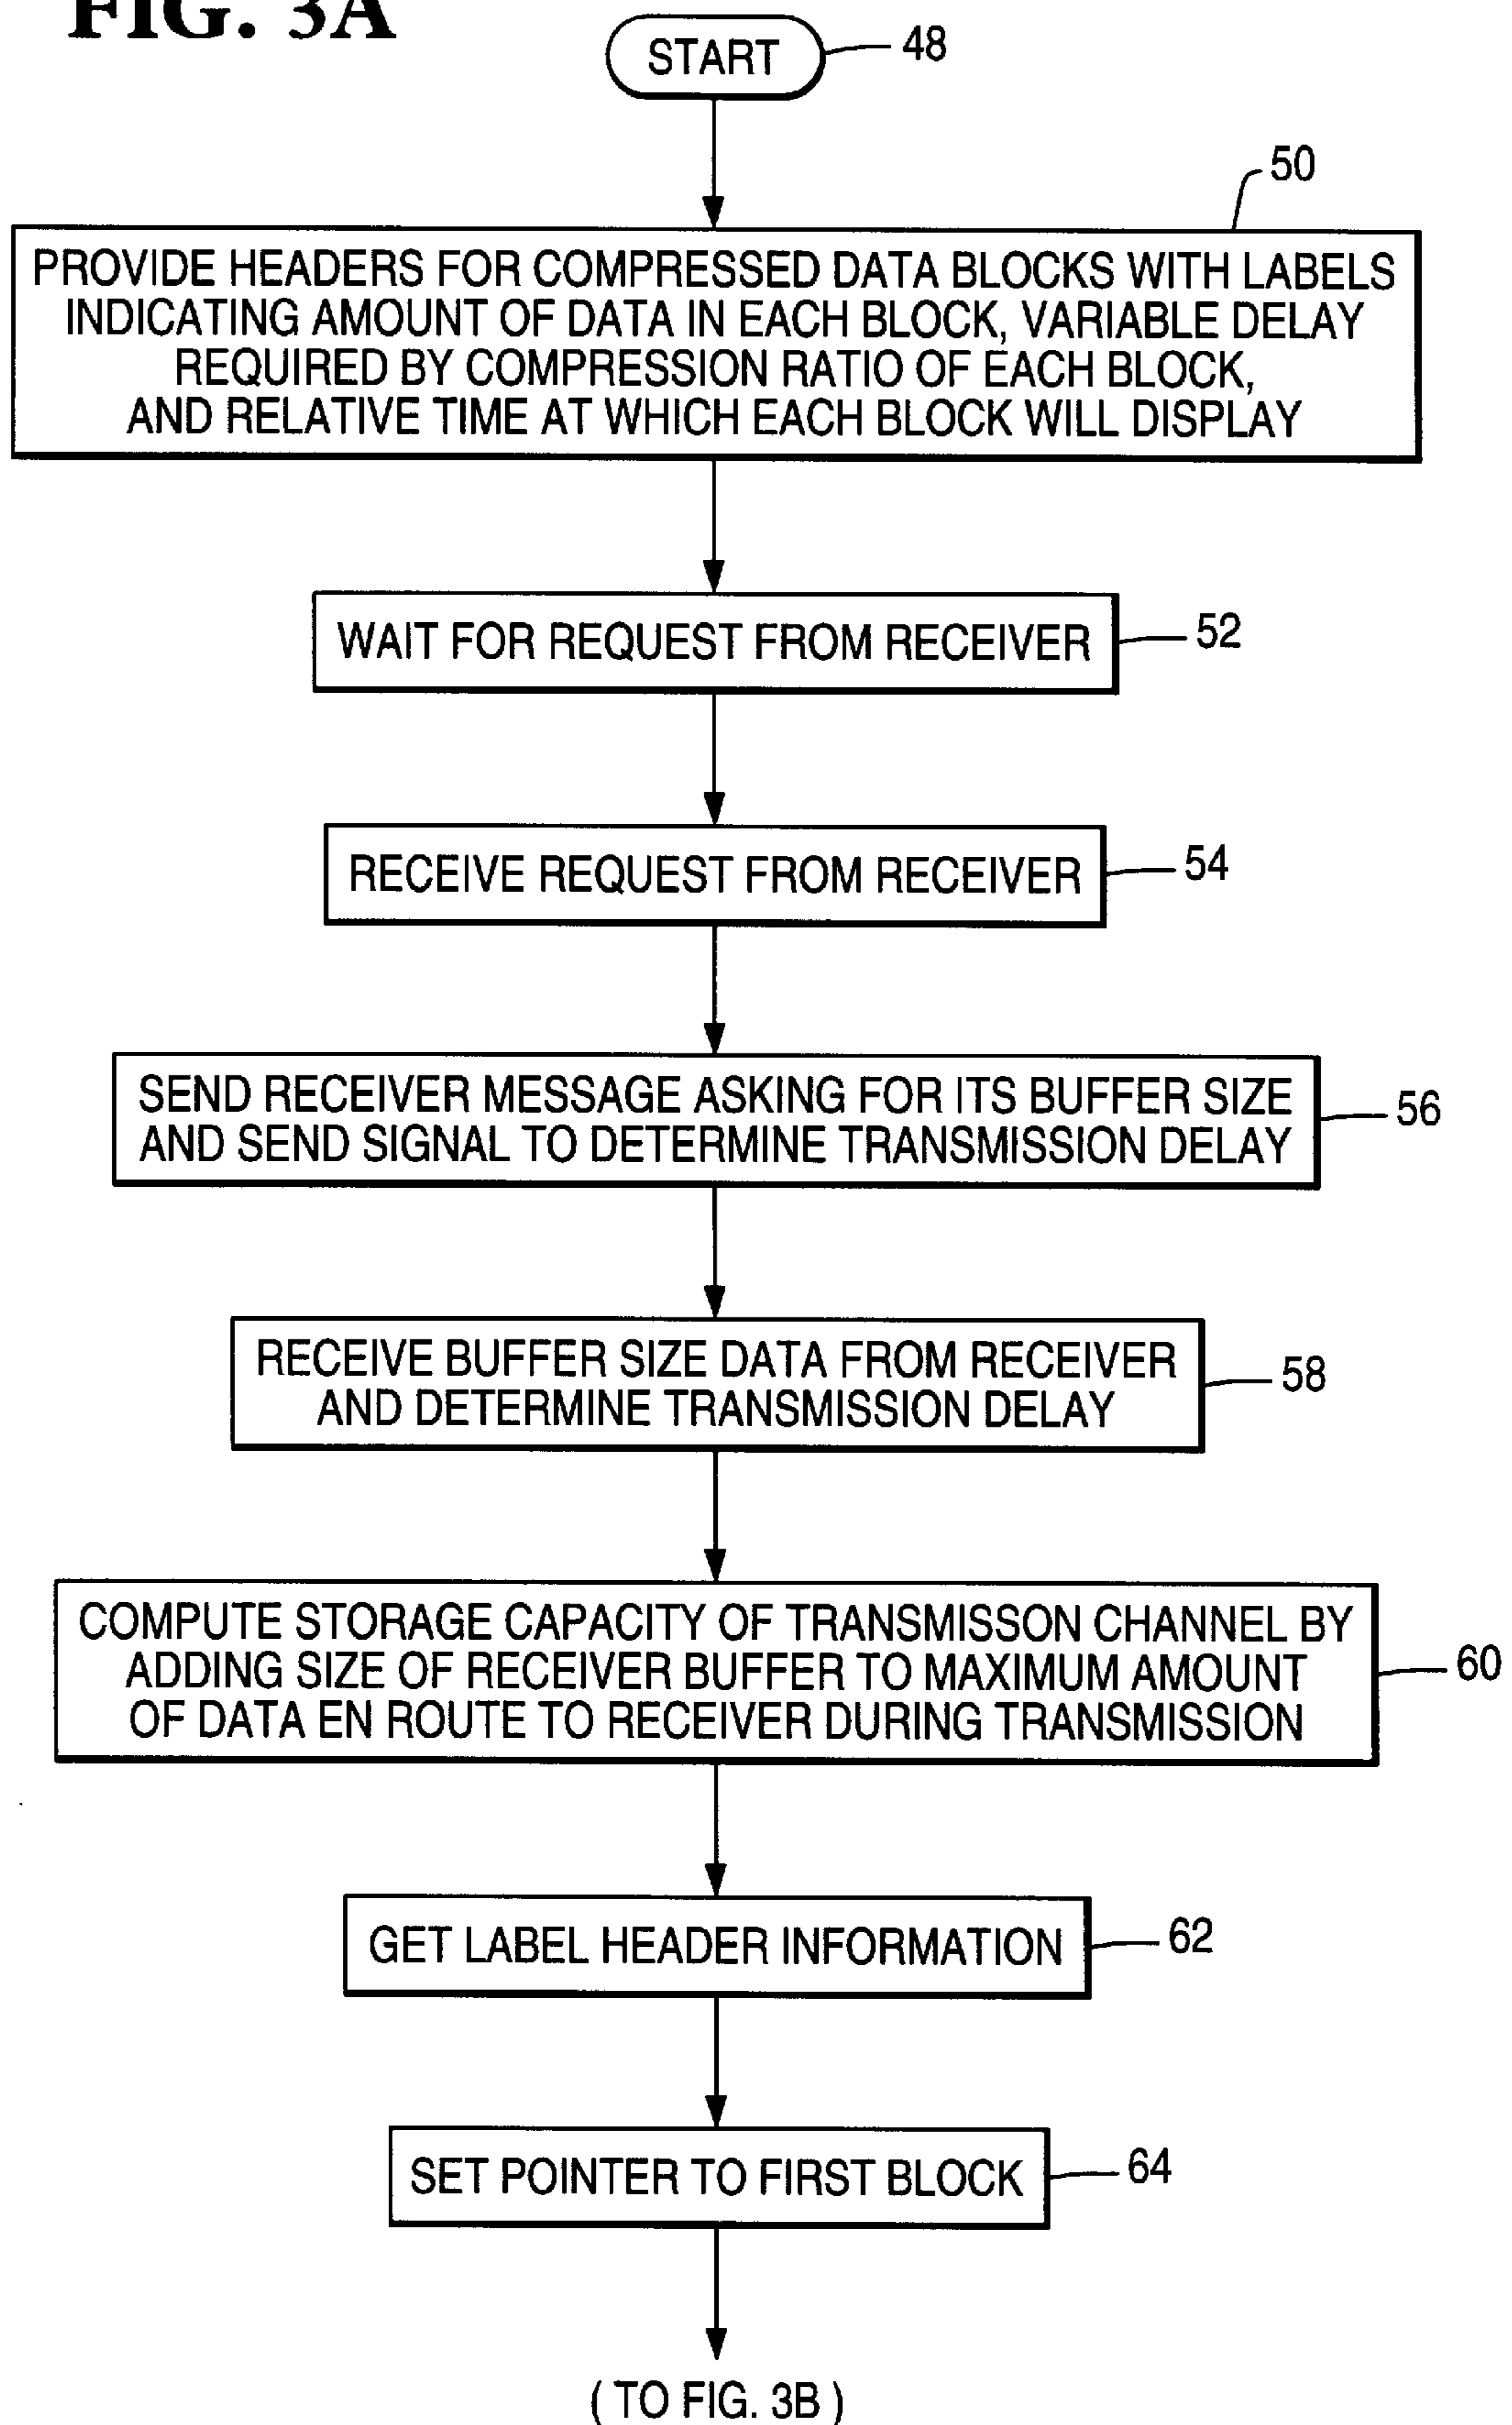 FIG. 3A
START
48
50
PROVIDE HEADERS FOR COMPRESSED DATA BLOCKS WITH LABELS
INDICATING AMOUNT OF DATA IN EACH BLOCK, VARIABLE DELAY
REQUIRED BY COMPRESSION RATIO OF EACH BLOCK,
AND RELATIVE TIME AT WHICH EACH BLOCK WILL DISPLAY
WAIT FOR REQUEST FROM RECEIVER
52
RECEIVE REQUEST FROM RECEIVER
54
SEND RECEIVER MESSAGE ASKING FOR ITS BUFFER SIZE
AND SEND SIGNAL TO DETERMINE TRANSMISSION DELAY
56
RECEIVE BUFFER SIZE DATA FROM RECEIVER
AND DETERMINE TRANSMISSION DELAY
58
COMPUTE STORAGE CAPACITY OF TRANSMISSON CHANNEL BY
ADDING SIZE OF RECEIVER BUFFER TO MAXIMUM AMOUNT
OF DATA EN ROUTE TO RECEIVER DURING TRANSMISSION
60
GET LABEL HEADER INFORMATION
62
SET POINTER TO FIRST BLOCK
64
( TO FIG. 3B )